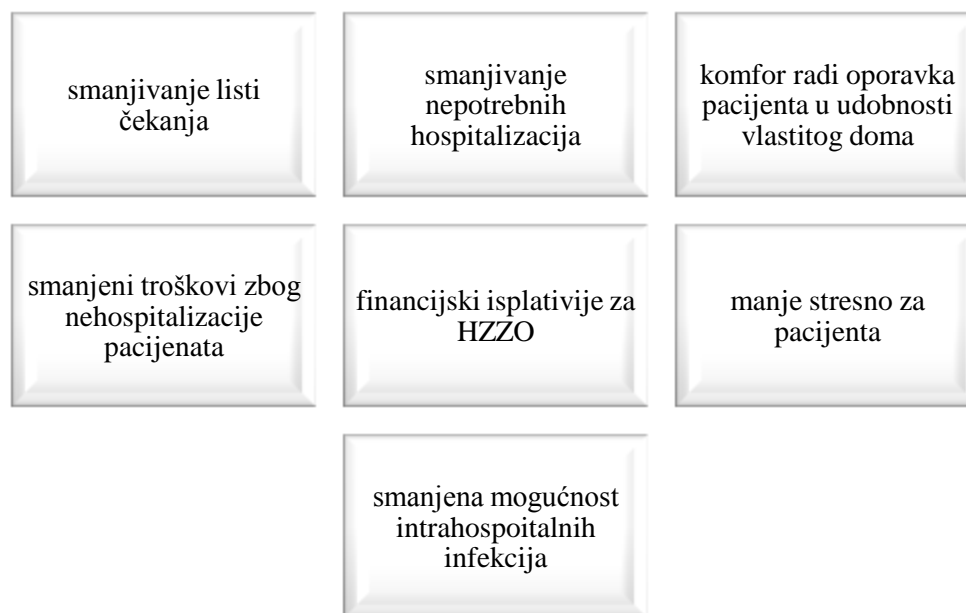 smanjivanje listi
čekanja
smanjivanje
nepotrebnih
hospitalizacija
komfor radi oporavka
pacijenta u udobnosti
vlastitog doma
smanjeni troškovi zbog
nehospitalizacije
pacijenata
financijski isplativije za
HZZO
manje stresno za
pacijenta
smanjena mogućnost
intrahospoitalnih
infekcija